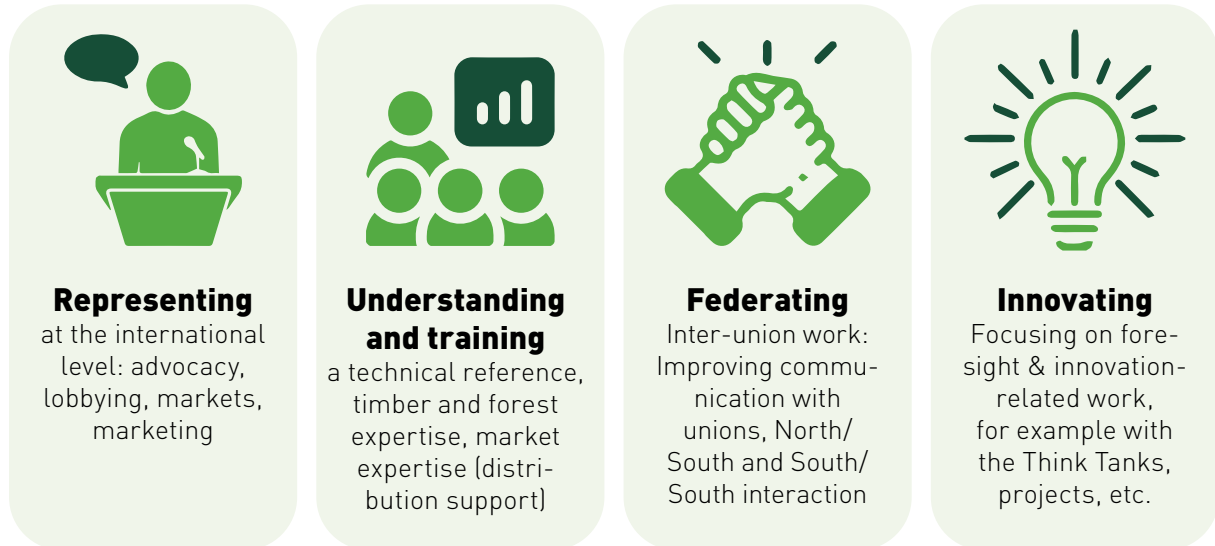 Representing
at the international
level: advocacy,
lobbying, markets,
marketing
Understanding
and training
a technical reference,
timber and forest
expertise, market
expertise (distri-
bution support)
Federating
Inter-union work:
Improving commu-
nication with
unions, North/
South and South/
South interaction
Innovating
Focusing on fore-
sight & innovation-
related work,
for example with
the Think Tanks,
projects, etc.